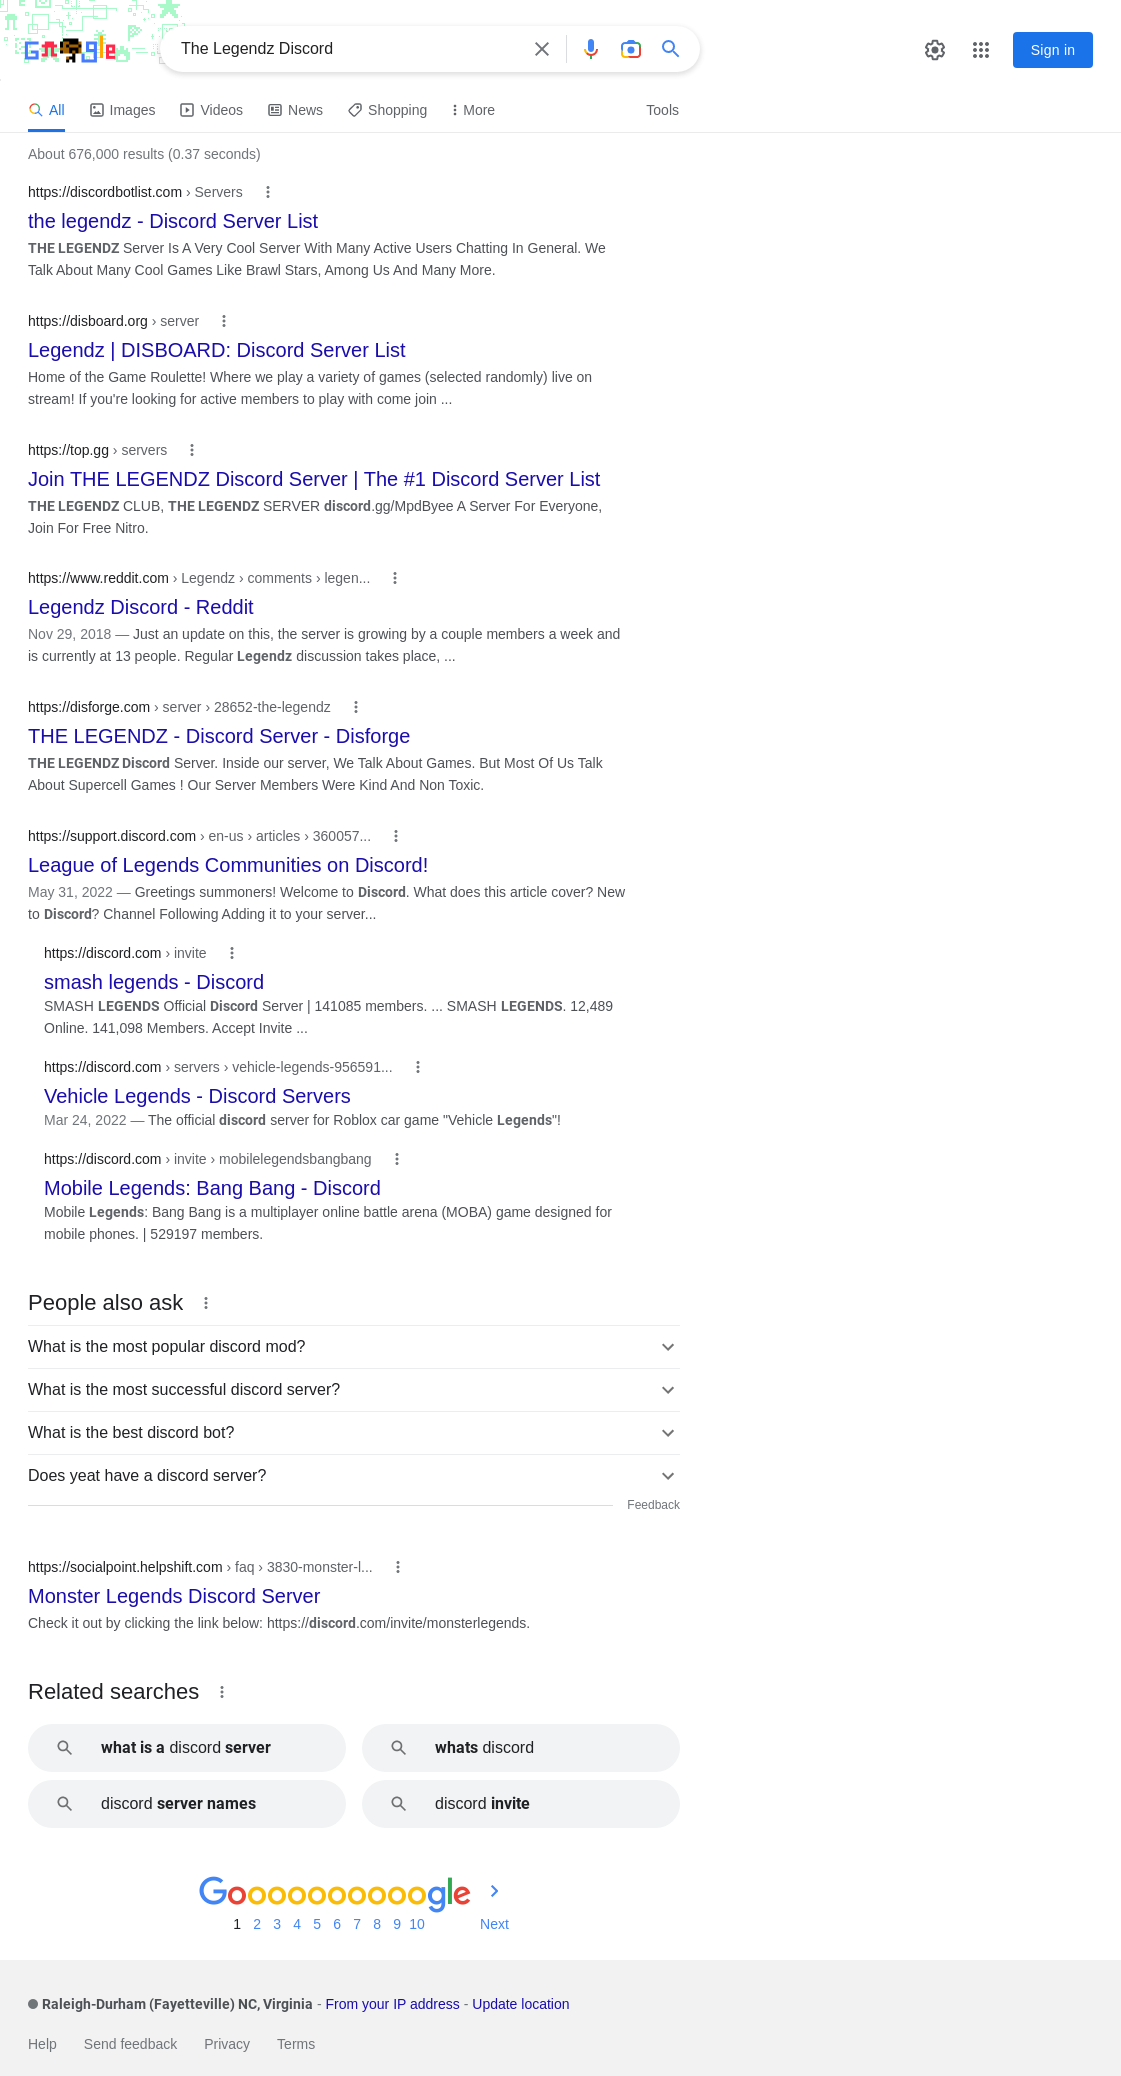 Google
The Legendz Discord
Sign in
All Images Videos News Shopping More Tools
About 676,000 results (0.37 seconds)
https://discordbotlist.com › Servers
the legendz - Discord Server List
THE LEGENDZ Server Is A Very Cool Server With Many Active Users Chatting In General. We
Talk About Many Cool Games Like Brawl Stars, Among Us And Many More.
https://disboard.org › server
Legendz | DISBOARD: Discord Server List
Home of the Game Roulette! Where we play a variety of games (selected randomly) live on
stream! If you're looking for active members to play with come join ...
https://top.gg › servers
Join THE LEGENDZ Discord Server | The #1 Discord Server List
THE LEGENDZ CLUB, THE LEGENDZ SERVER discord.gg/MpdByee A Server For Everyone,
Join For Free Nitro.
https://www.reddit.com › Legendz › comments › legen...
Legendz Discord - Reddit
Nov 29, 2018 — Just an update on this, the server is growing by a couple members a week and
is currently at 13 people. Regular Legendz discussion takes place, ...
https://disforge.com › server › 28652-the-legendz
THE LEGENDZ - Discord Server - Disforge
THE LEGENDZ Discord Server. Inside our server, We Talk About Games. But Most Of Us Talk
About Supercell Games ! Our Server Members Were Kind And Non Toxic.
https://support.discord.com › en-us › articles › 360057...
League of Legends Communities on Discord!
May 31, 2022 — Greetings summoners! Welcome to Discord. What does this article cover? New
to Discord? Channel Following Adding it to your server...
https://discord.com › invite
smash legends - Discord
SMASH LEGENDS Official Discord Server | 141085 members. ... SMASH LEGENDS. 12,489
Online. 141,098 Members. Accept Invite ...
https://discord.com › servers › vehicle-legends-956591...
Vehicle Legends - Discord Servers
Mar 24, 2022 — The official discord server for Roblox car game "Vehicle Legends"!
https://discord.com › invite › mobilelegendsbangbang
Mobile Legends: Bang Bang - Discord
Mobile Legends: Bang Bang is a multiplayer online battle arena (MOBA) game designed for
mobile phones. | 529197 members.
People also ask
What is the most popular discord mod?
What is the most successful discord server?
What is the best discord bot?
Does yeat have a discord server?
Feedback
https://socialpoint.helpshift.com › faq › 3830-monster-l...
Monster Legends Discord Server
Check it out by clicking the link below: https://discord.com/invite/monsterlegends.
Related searches
what is a discord server
whats discord
discord server names
discord invite
Goooooooooogle
1 2 3 4 5 6 7 8 9 10 Next
Raleigh-Durham (Fayetteville) NC, Virginia - From your IP address - Update location
Help Send feedback Privacy Terms